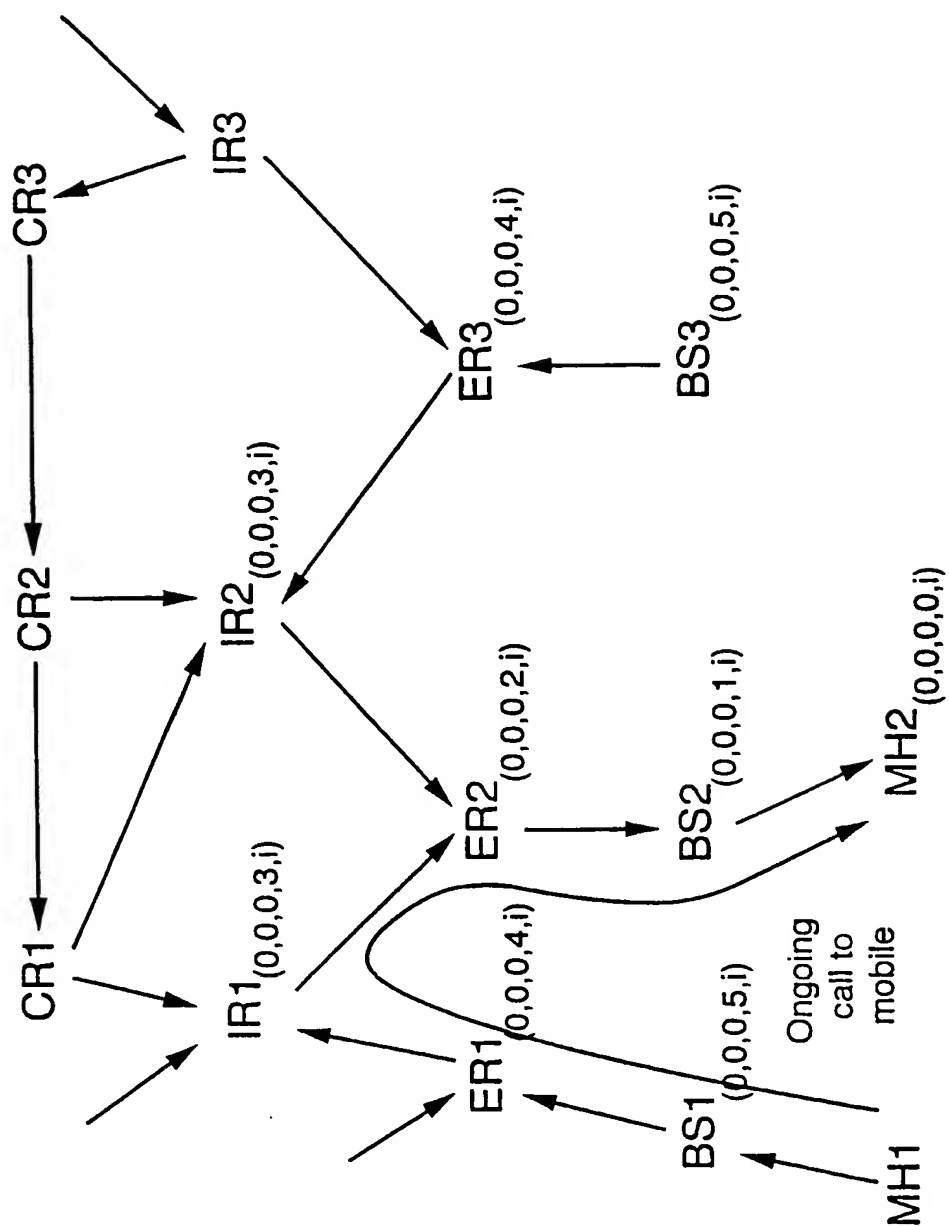 CR1
CR2
CR3
IR1(0,0,0,3,i)
IR2(0,0,0,3,i)
IR3
ER1(0,0,0,4,i)
ER2(0,0,0,2,i)
ER3(0,0,0,4,i)
BS1(0,0,0,5,i)
BS2(0,0,0,1,i)
BS3(0,0,0,5,i)
Ongoing
call to
mobile
MH1
MH2(0,0,0,0,i)